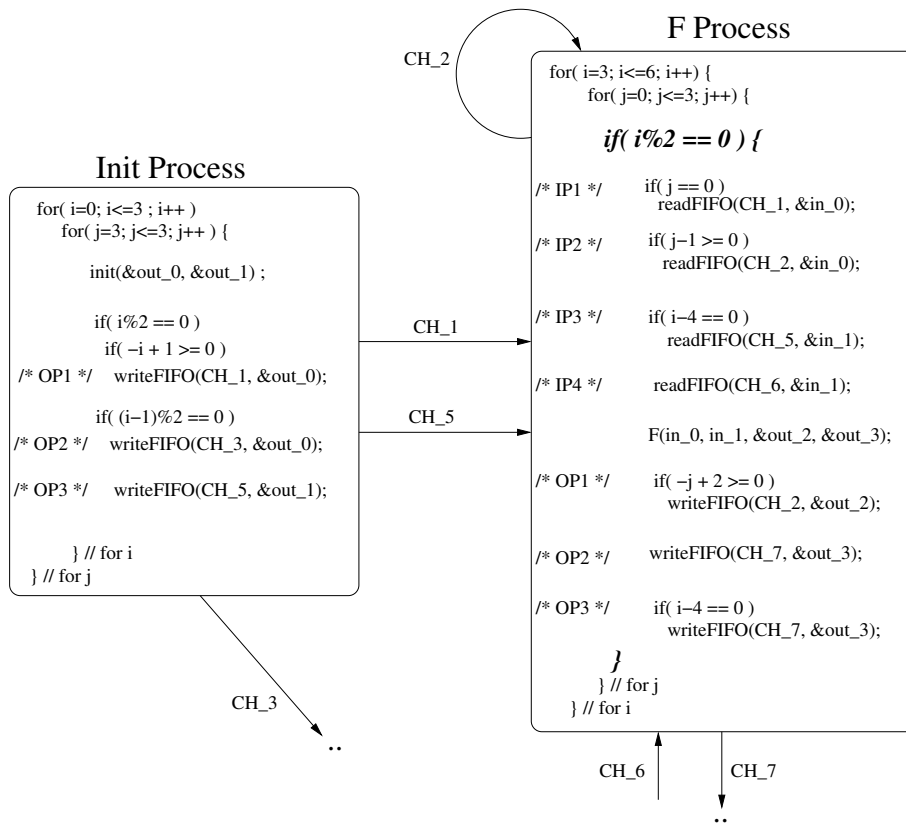 Init Process
for( i=0; i<=3 ; i++ )
for( j=3; j<=3; j++ ) {
init(&out_0, &out_1) ;
if( i%2 == 0)
if( −i + 1 >= 0)
/* OP1 */ writeFIFO(CH_1, &out_0);
if( (i−1)%2 == 0)
/* OP2 */ writeFIFO(CH_3, &out_0);
/* OP3 */ writeFIFO(CH_5, &out_1);
} // for i
} // for j
CH_3
..
CH_1
CH_5
CH_2
F Process
for( i=3; i<=6; i++) {
for( j=0; j<=3; j++) {
if( i%2 == 0 ) {
/* IP1 */ if( j == 0 )
readFIFO(CH_1, &in_0);
/* IP2 */ if( j−1 >= 0 )
readFIFO(CH_2, &in_0);
/* IP3 */ if( i−4 == 0 )
readFIFO(CH_5, &in_1);
/* IP4 */ readFIFO(CH_6, &in_1);
F(in_0, in_1, &out_2, &out_3);
/* OP1 */ if( −j + 2 >= 0 )
writeFIFO(CH_2, &out_2);
/* OP2 */ writeFIFO(CH_7, &out_3);
/* OP3 */ if( i−4 == 0 )
writeFIFO(CH_7, &out_3);
}
} // for j
} // for i
CH_6
CH_7
..